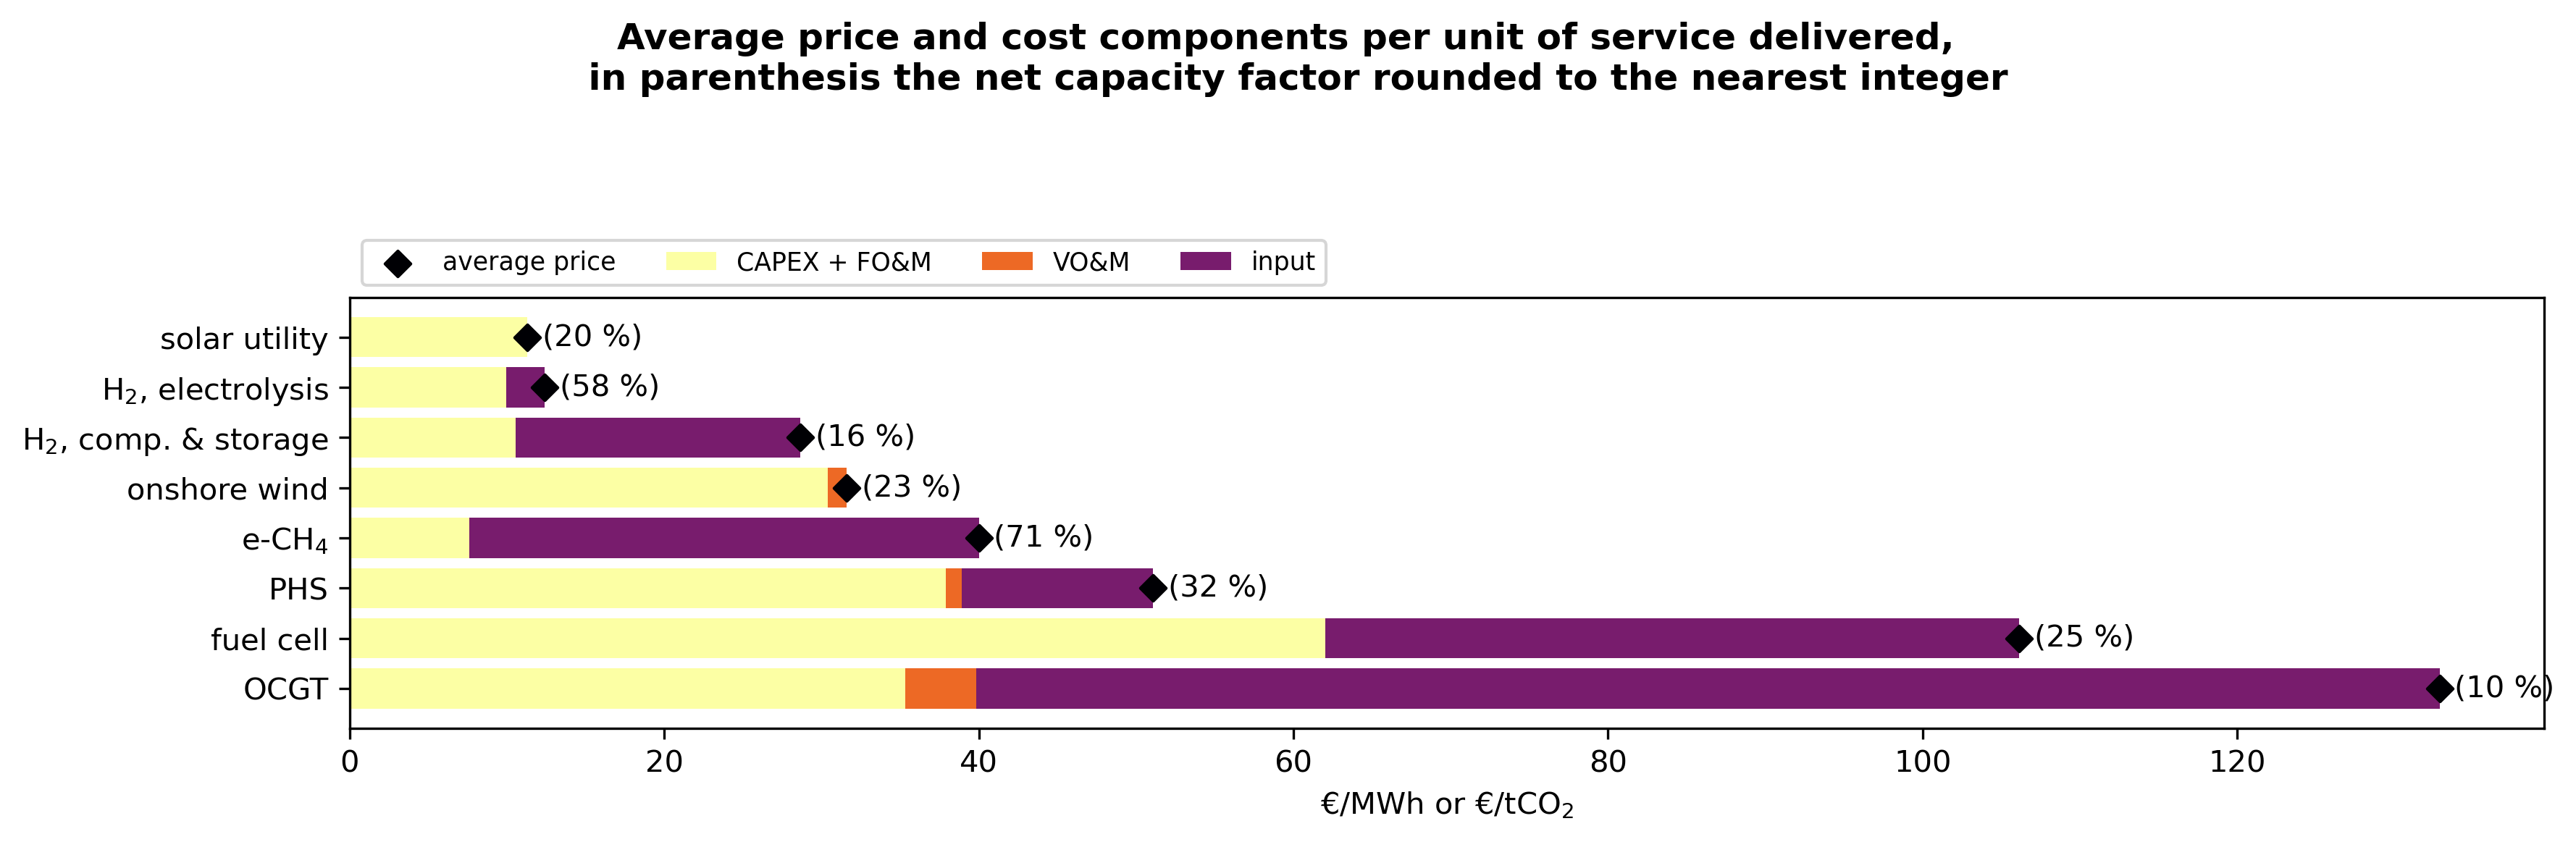 Average price and cost components per unit of service delivered,
in parenthesis the net capacity factor rounded to the nearest integer
average price CAPEX + FO&M VO&M input
solar utility (20 %)
H₂, electrolysis (58 %)
H₂, comp. & storage (16 %)
onshore wind (23 %)
e-CH₄ (71 %)
PHS (32 %)
fuel cell (25 %)
OCGT (10 %)
0 20 40 60 80 100 120
€/MWh or €/tCO₂